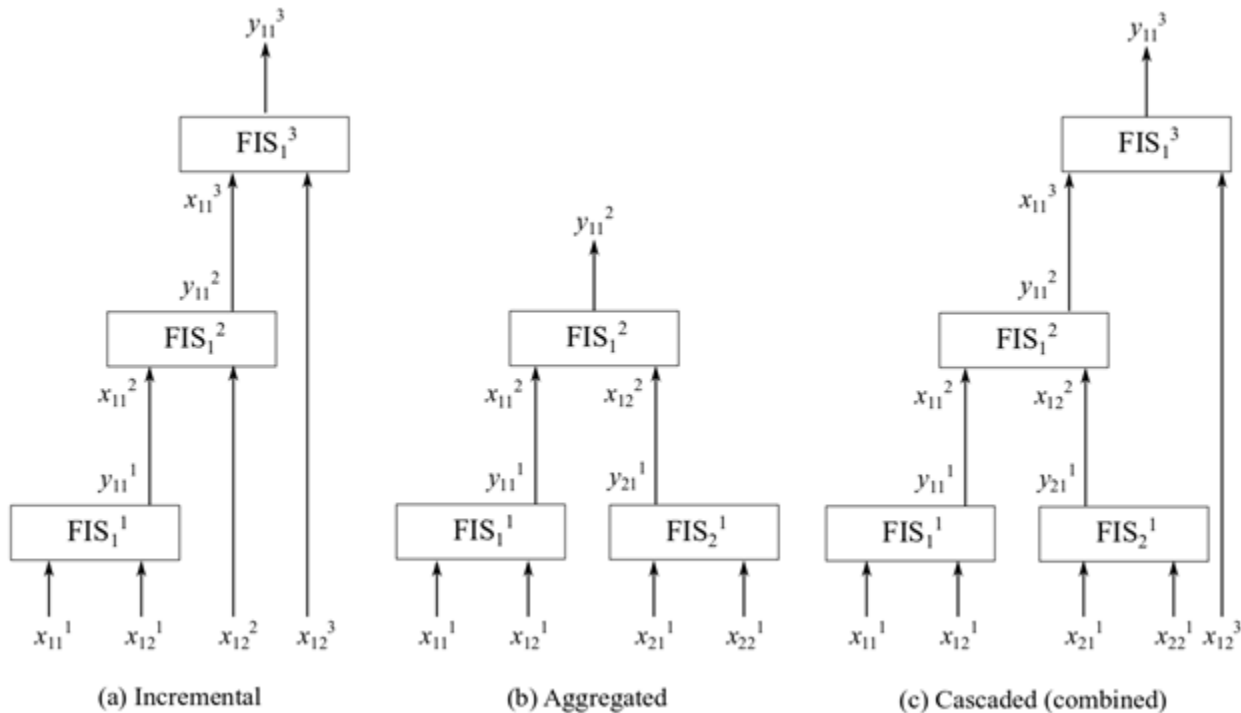 y₁₁³
FIS₁³
x₁₁³
y₁₁²
FIS₁²
x₁₁²
y₁₁¹
FIS₁¹
x₁₁¹ x₁₂¹ x₁₂² x₁₂³
(a) Incremental
y₁₁²
FIS₁²
x₁₁² x₁₂²
y₁₁¹ y₂₁¹
FIS₁¹ FIS₂¹
x₁₁¹ x₁₂¹ x₂₁¹ x₂₂¹
(b) Aggregated
y₁₁³
FIS₁³
x₁₁³
y₁₁²
FIS₁²
x₁₁² x₁₂²
y₁₁¹ y₂₁¹
FIS₁¹ FIS₂¹
x₁₁¹ x₁₂¹ x₂₁¹ x₂₂¹ x₁₂³
(c) Cascaded (combined)